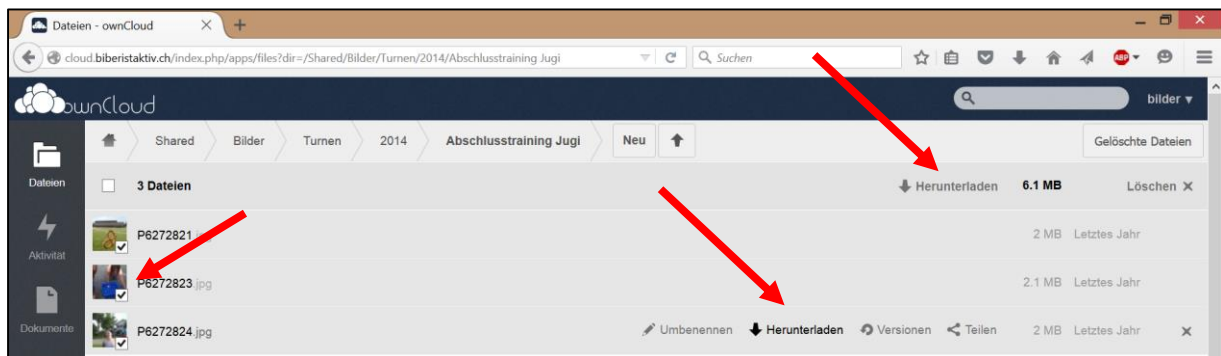 Dateien - ownCloud
cloud.biberistaktiv.ch/index.php/apps/files?dir=/Shared/Bilder/Turnen/2014/Abschlusstraining Jugi
Suchen
ABP
ownCloud
bilder
Shared Bilder Turnen 2014 Abschlusstraining Jugi Neu Gelöschte Dateien
Dateien
3 Dateien Herunterladen 6.1 MB Löschen
P6272821.jpg 2 MB Letztes Jahr
Aktivität
P6272823.jpg 2.1 MB Letztes Jahr
Dokumente
P6272824.jpg Umbenennen Herunterladen Versionen Teilen 2 MB Letztes Jahr